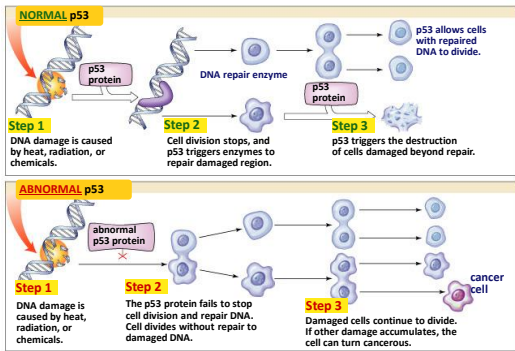 NORMAL p53
p53 allows cells
with repaired
DNA to divide.
p53
protein
DNA repair enzyme
p53
protein
Step 1
DNA damage is caused
by heat, radiation, or
chemicals.
Step 2
Cell division stops, and
p53 triggers enzymes to
repair damaged region.
Step 3
p53 triggers the destruction
of cells damaged beyond repair.
ABNORMAL p53
abnormal
p53 protein
cancer
cell
Step 1
DNA damage is
caused by heat,
radiation, or
chemicals.
Step 2
The p53 protein fails to stop
cell division and repair DNA.
Cell divides without repair to
damaged DNA.
Step 3
Damaged cells continue to divide.
If other damage accumulates, the
cell can turn cancerous.